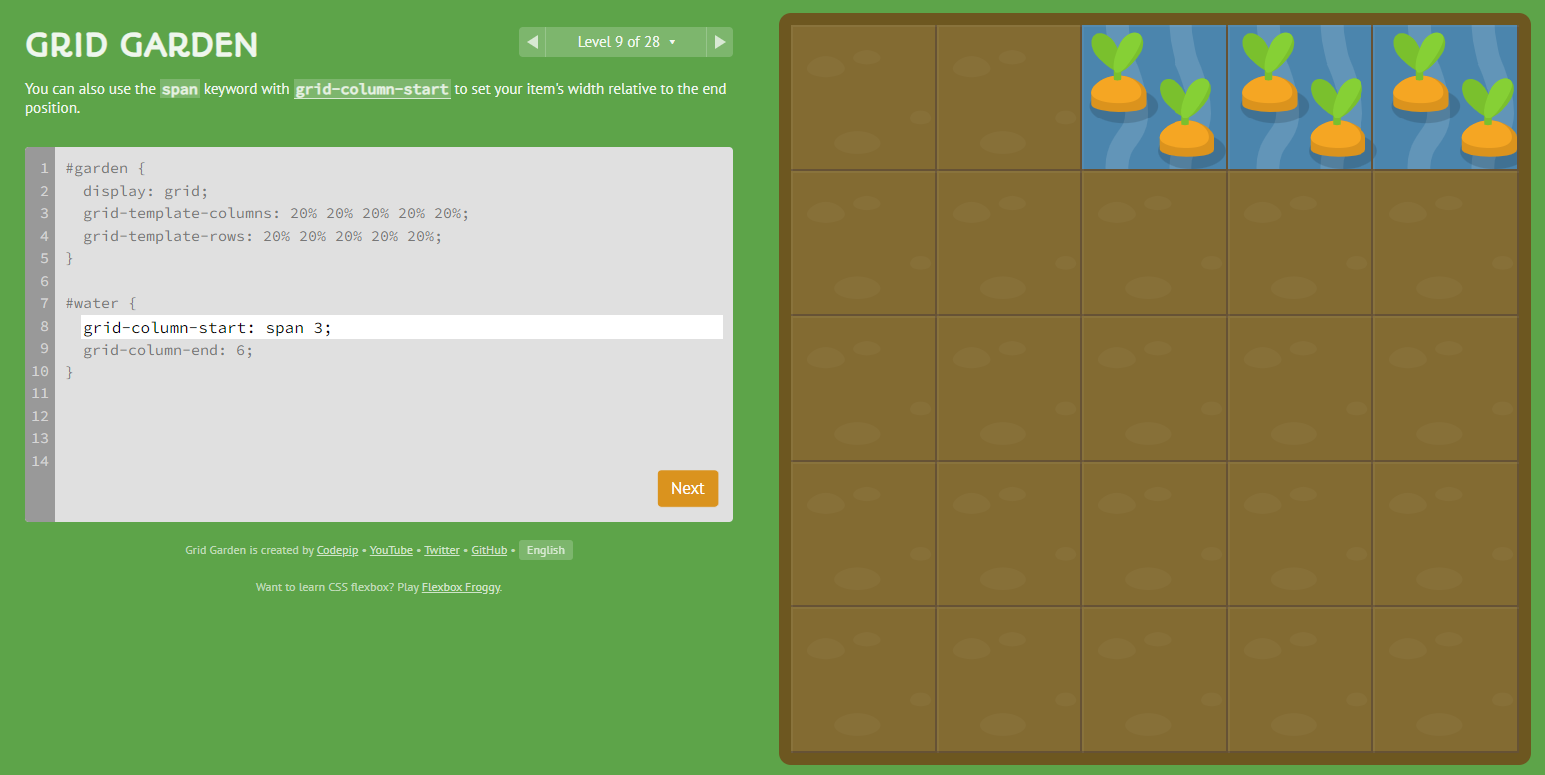 GRID GARDEN
◀ Level 9 of 28 ▾ ▶
You can also use the span keyword with grid-column-start to set your item's width relative to the end
position.
1 #garden {
2 display: grid;
3 grid-template-columns: 20% 20% 20% 20% 20%;
4 grid-template-rows: 20% 20% 20% 20% 20%;
5 }
6
7 #water {
8 grid-column-start: span 3;
9 grid-column-end: 6;
10 }
11
12
13
14
Next
Grid Garden is created by Codepip • YouTube • Twitter • GitHub • English
Want to learn CSS flexbox? Play Flexbox Froggy.